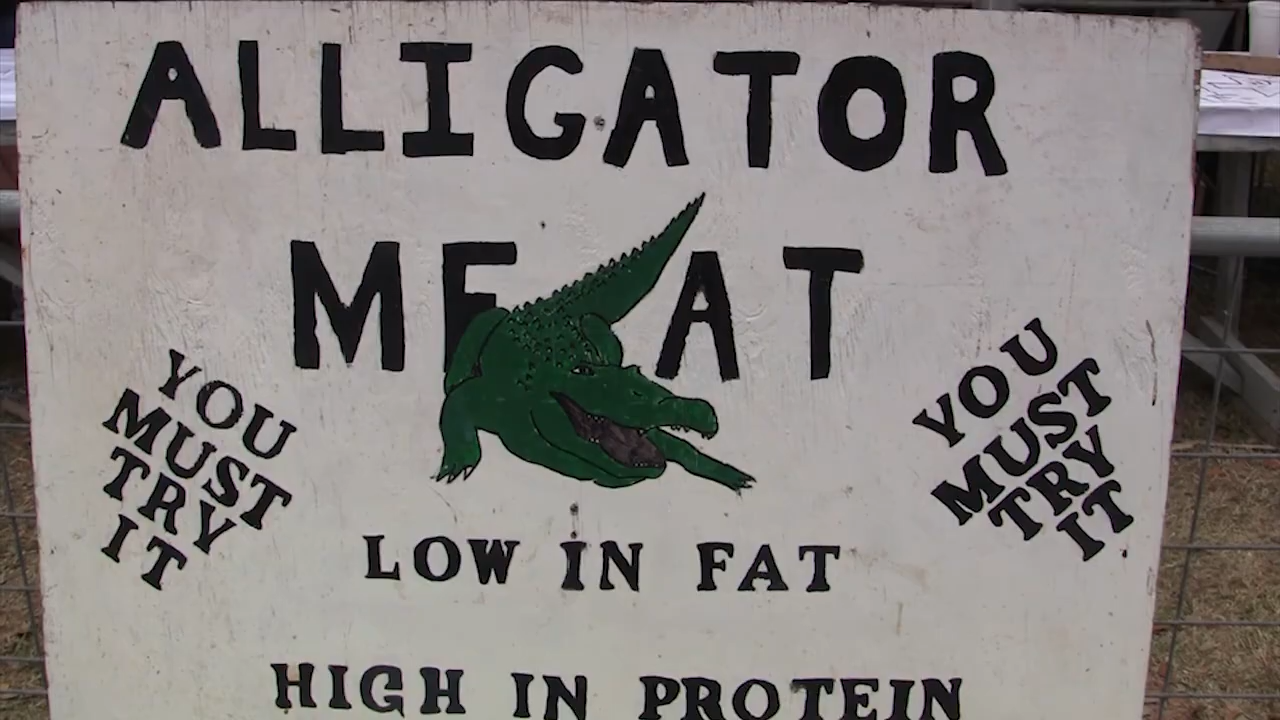 ALLIGATOR
MEAT
YOU
MUST
TRY
IT
YOU
MUST
TRY
IT
LOW IN FAT
HIGH IN PROTEIN